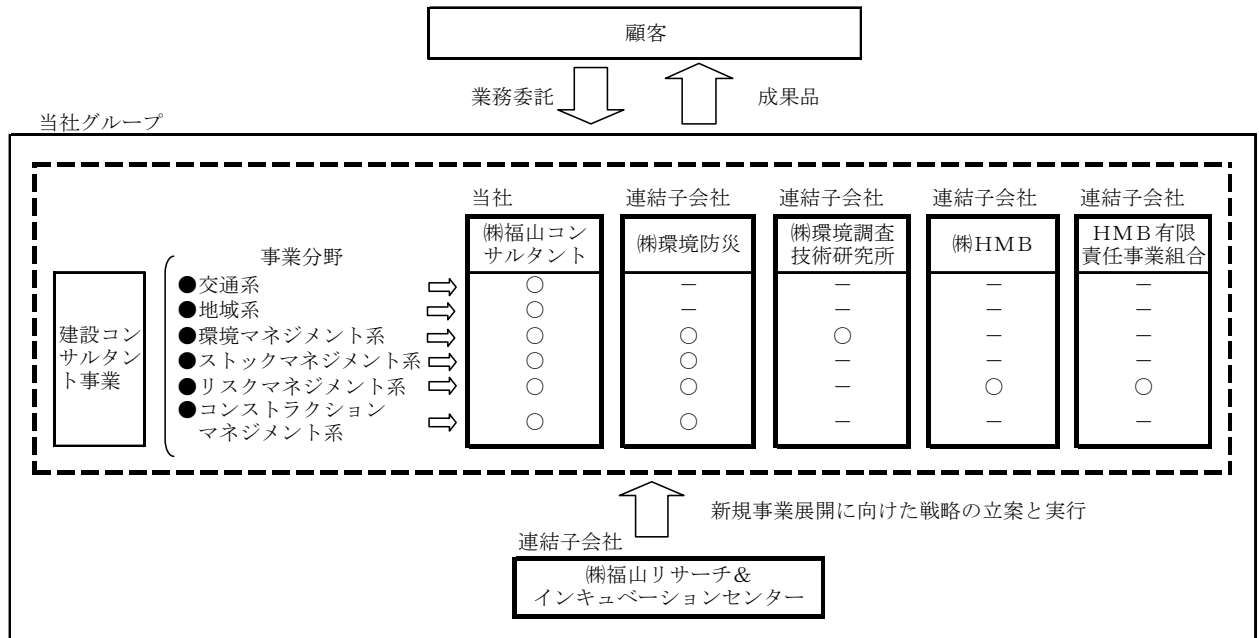 顧客
業務委託
成果品
当社グループ
当社
連結子会社
連結子会社
連結子会社
連結子会社
㈱福山コン
サルタント
㈱環境防災
㈱環境調査
技術研究所
㈱HMB
HMB有限
責任事業組合
事業分野
建設コン
サルタン
ト事業
●交通系 ⇨ ○ － － － －
●地域系 ⇨ ○ － － － －
●環境マネジメント系 ⇨ ○ ○ ○ － －
●ストックマネジメント系 ⇨ ○ ○ － － －
●リスクマネジメント系 ⇨ ○ ○ － ○ ○
●コンストラクション
マネジメント系 ⇨ ○ ○ － － －
新規事業展開に向けた戦略の立案と実行
連結子会社
㈱福山リサーチ＆
インキュベーションセンター